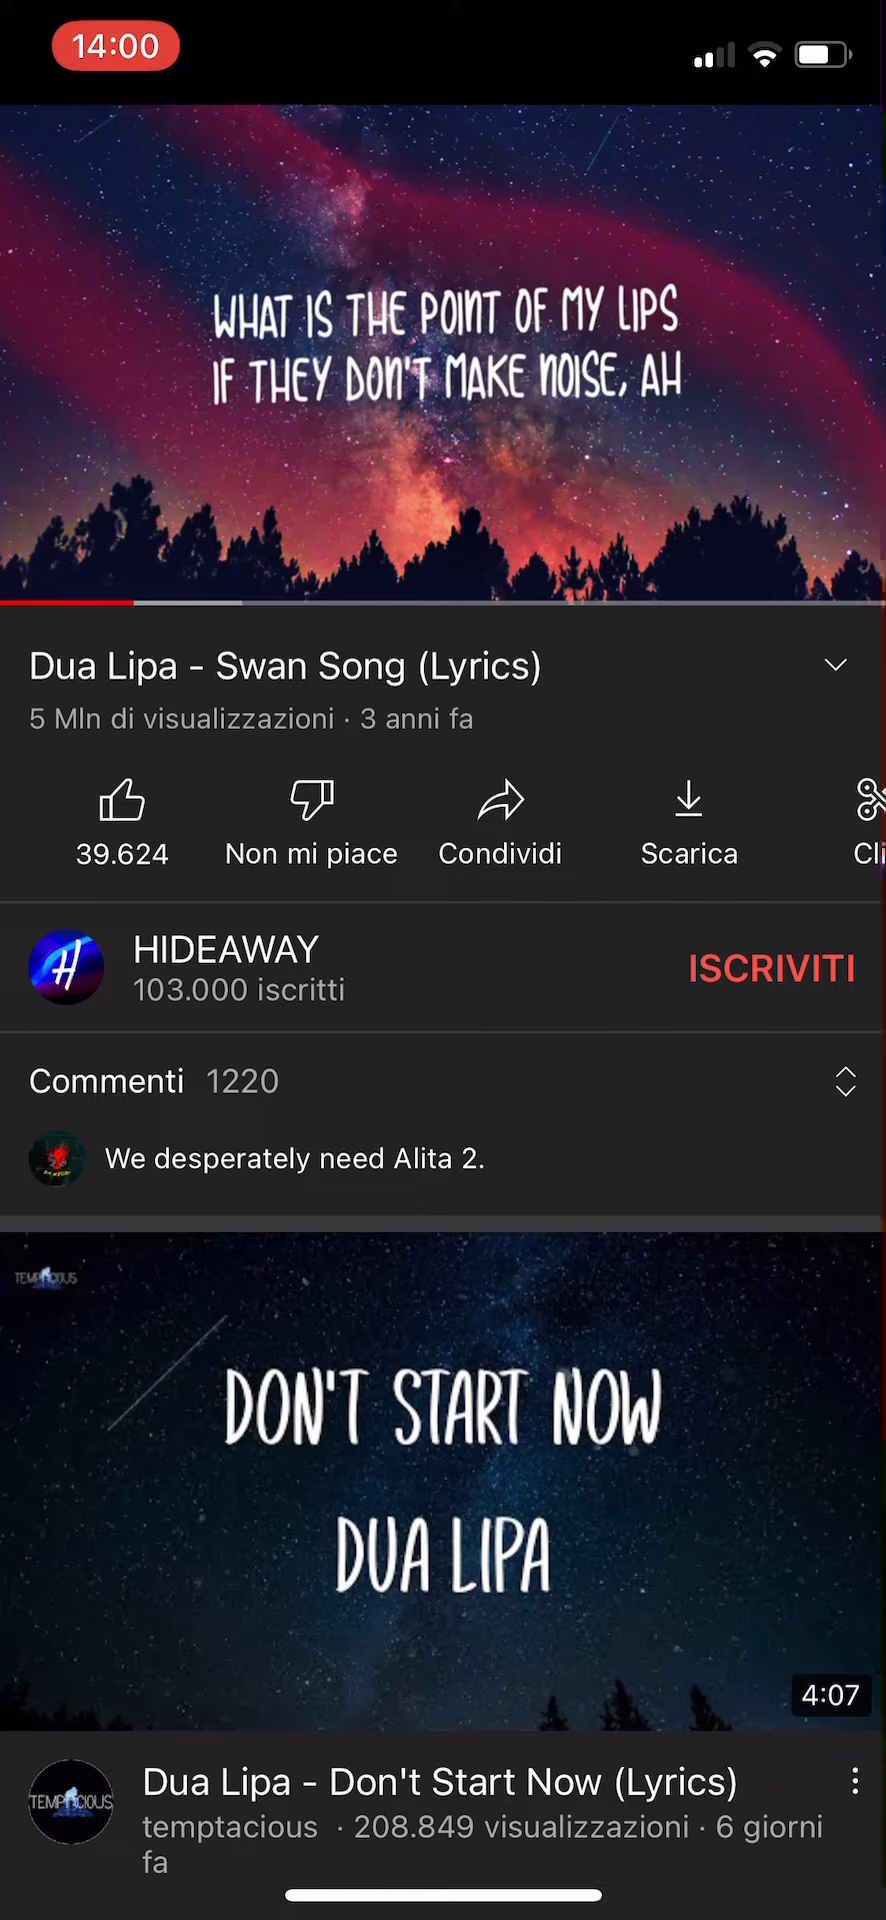 14:00
WHAT IS THE POINT OF MY LIPS
IF THEY DON'T MAKE NOISE, AH
Dua Lipa - Swan Song (Lyrics)
5 Mln di visualizzazioni · 3 anni fa
39.624
Non mi piace
Condividi
Scarica
Cli
H
HIDEAWAY
103.000 iscritti
ISCRIVITI
Commenti 1220
We desperately need Alita 2.
TEMPTACIOUS
DON'T START NOW
DUA LIPA
4:07
TEMPTACIOUS
Dua Lipa - Don't Start Now (Lyrics)
temptacious · 208.849 visualizzazioni · 6 giorni
fa